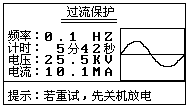 过流保护
频率：0.1 HZ
计时： 5分42秒
电压：25.5KV
电流：10.1MA
提示：若重试，先关机放电